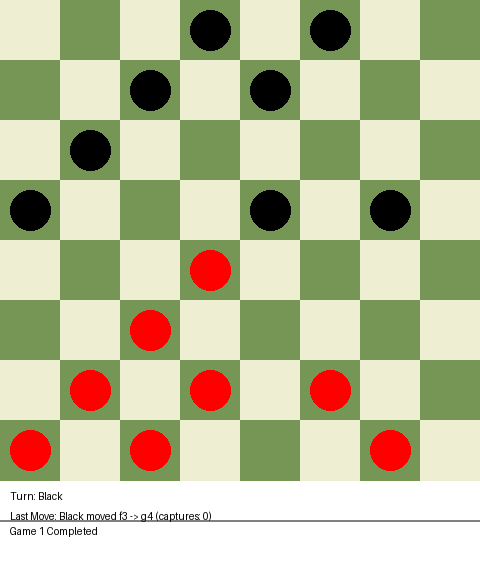 Turn: Black
Last Move: Black moved f3 -> g4 (captures: 0)
Game 1 Completed